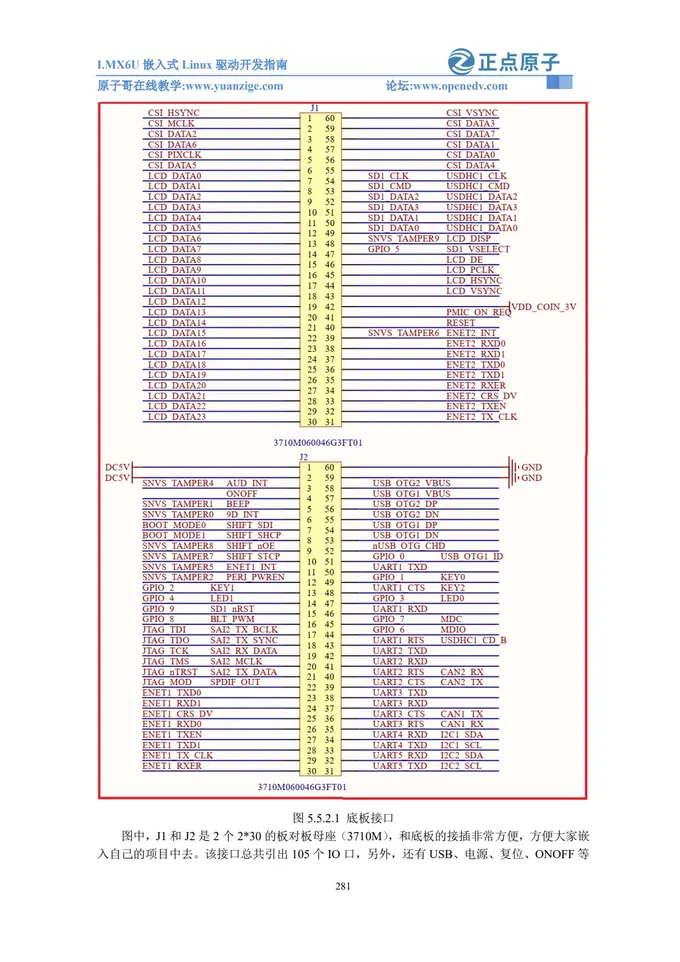 I.MX6U 嵌入式 Linux 驱动开发指南
正点原子
原子哥在线教学:www.yuanzige.com 论坛:www.openedv.com
J1
CSI_HSYNC 1 60 CSI_VSYNC
CSI_MCLK 2 59 CSI_DATA3
CSI_DATA2 3 58 CSI_DATA7
CSI_DATA6 4 57 CSI_DATA1
CSI_PIXCLK 5 56 CSI_DATA0
CSI_DATA5 6 55 CSI_DATA4
LCD_DATA0 7 54 SD1_CLK USDHC1_CLK
LCD_DATA1 8 53 SD1_CMD USDHC1_CMD
LCD_DATA2 9 52 SD1_DATA2 USDHC1_DATA2
LCD_DATA3 10 51 SD1_DATA3 USDHC1_DATA3
LCD_DATA4 11 50 SD1_DATA1 USDHC1_DATA1
LCD_DATA5 12 49 SD1_DATA0 USDHC1_DATA0
LCD_DATA6 13 48 SNVS_TAMPER9 LCD_DISP
LCD_DATA7 14 47 GPIO_5 SD1_VSELECT
LCD_DATA8 15 46 LCD_DE
LCD_DATA9 16 45 LCD_PCLK
LCD_DATA10 17 44 LCD_HSYNC
LCD_DATA11 18 43 LCD_VSYNC
LCD_DATA12 19 42 VDD_COIN_3V
LCD_DATA13 20 41 PMIC_ON_REQ
LCD_DATA14 21 40 RESET
LCD_DATA15 22 39 SNVS_TAMPER6 ENET2_INT
LCD_DATA16 23 38 ENET2_RXD0
LCD_DATA17 24 37 ENET2_RXD1
LCD_DATA18 25 36 ENET2_TXD0
LCD_DATA19 26 35 ENET2_TXD1
LCD_DATA20 27 34 ENET2_RXER
LCD_DATA21 28 33 ENET2_CRS_DV
LCD_DATA22 29 32 ENET2_TXEN
LCD_DATA23 30 31 ENET2_TX_CLK
3710M060046G3FT01
J2
DC5V 1 60 GND
DC5V 2 59 GND
SNVS_TAMPER4 AUD_INT 3 58 USB_OTG2_VBUS
ONOFF 4 57 USB_OTG1_VBUS
SNVS_TAMPER1 BEEP 5 56 USB_OTG2_DP
SNVS_TAMPER0 9D_INT 6 55 USB_OTG2_DN
BOOT_MODE0 SHIFT_SDI 7 54 USB_OTG1_DP
BOOT_MODE1 SHIFT_SHCP 8 53 USB_OTG1_DN
SNVS_TAMPER8 SHIFT_nOE 9 52 nUSB_OTG_CHD
SNVS_TAMPER7 SHIFT_STCP 10 51 GPIO_0 USB_OTG1_ID
SNVS_TAMPER5 ENET1_INT 11 50 UART1_TXD
SNVS_TAMPER2 PERI_PWREN 12 49 GPIO_1 KEY0
GPIO_2 KEY1 13 48 UART1_CTS KEY2
GPIO_4 LED1 14 47 GPIO_3 LED0
GPIO_9 SD1_nRST 15 46 UART1_RXD
GPIO_8 BLT_PWM 16 45 GPIO_7 MDC
JTAG_TDI SAI2_TX_BCLK 17 44 GPIO_6 MDIO
JTAG_TDO SAI2_TX_SYNC 18 43 UART1_RTS USDHC1_CD_B
JTAG_TCK SAI2_RX_DATA 19 42 UART2_TXD
JTAG_TMS SAI2_MCLK 20 41 UART2_RXD
JTAG_nTRST SAI2_TX_DATA 21 40 UART2_RTS CAN2_RX
JTAG_MOD SPDIF_OUT 22 39 UART2_CTS CAN2_TX
ENET1_TXD0 23 38 UART3_TXD
ENET1_RXD1 24 37 UART3_RXD
ENET1_CRS_DV 25 36 UART3_CTS CAN1_TX
ENET1_RXD0 26 35 UART3_RTS CAN1_RX
ENET1_TXEN 27 34 UART4_RXD I2C1_SDA
ENET1_TXD1 28 33 UART4_TXD I2C1_SCL
ENET1_TX_CLK 29 32 UART5_RXD I2C2_SDA
ENET1_RXER 30 31 UART5_TXD I2C2_SCL
3710M060046G3FT01
图 5.5.2.1 底板接口
图中，J1 和 J2 是 2 个 2*30 的板对板母座（3710M），和底板的接插非常方便，方便大家嵌
入自己的项目中去。该接口总共引出 105 个 IO 口，另外，还有 USB、电源、复位、ONOFF 等
281